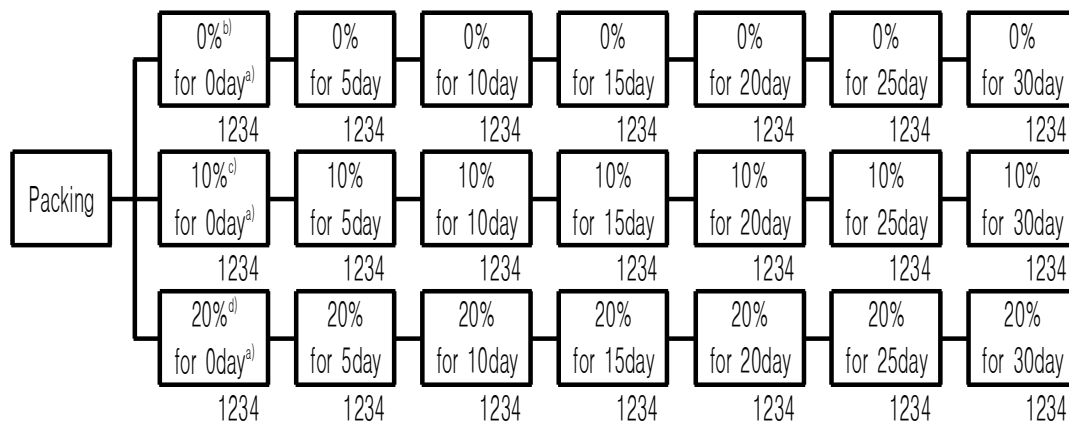 0%b) 0% 0% 0% 0% 0% 0%
for 0daya) for 5day for 10day for 15day for 20day for 25day for 30day
1234 1234 1234 1234 1234 1234 1234
Packing
10%c) 10% 10% 10% 10% 10% 10%
for 0daya) for 5day for 10day for 15day for 20day for 25day for 30day
1234 1234 1234 1234 1234 1234 1234
20%d) 20% 20% 20% 20% 20% 20%
for 0daya) for 5day for 10day for 15day for 20day for 25day for 30day
1234 1234 1234 1234 1234 1234 1234